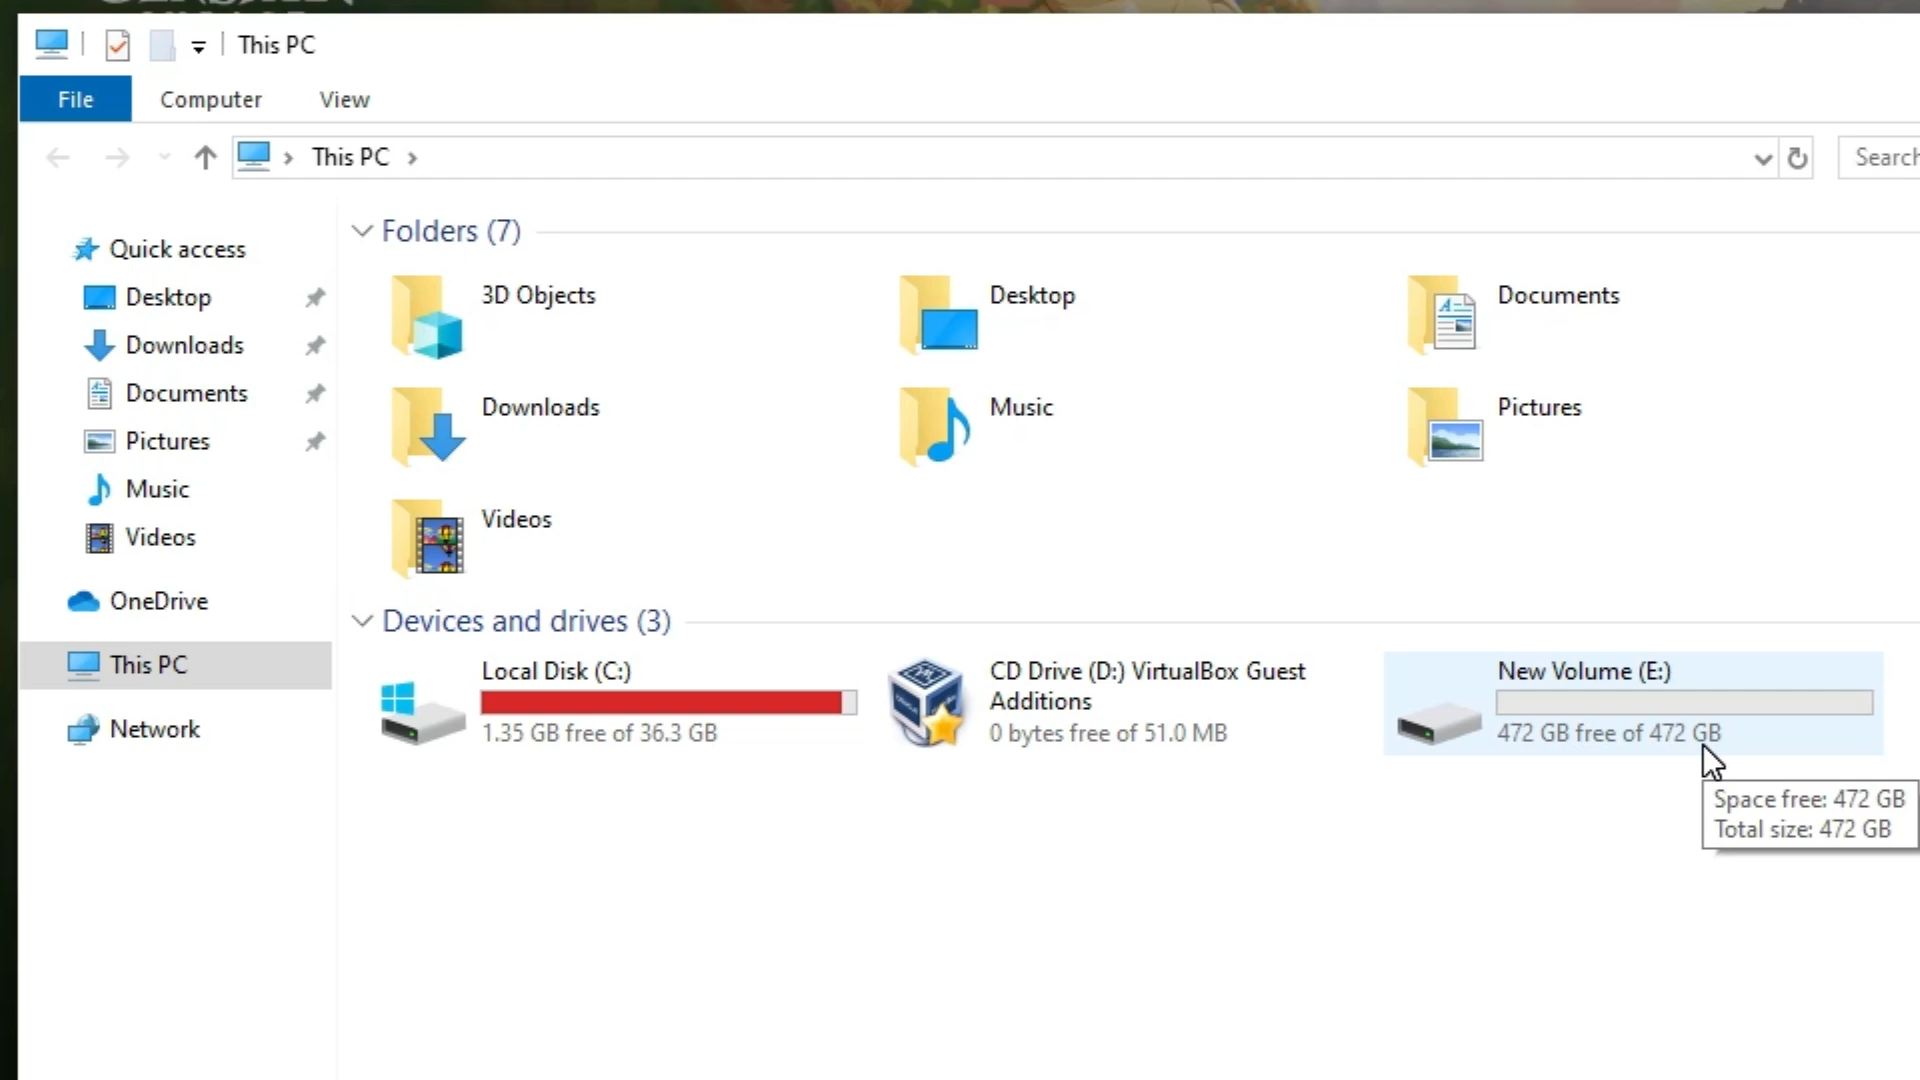 This PC
File Computer View
This PC
Search
Quick access
Desktop
Downloads
Documents
Pictures
Music
Videos
OneDrive
This PC
Network
Folders (7)
3D Objects Desktop Documents
Downloads Music Pictures
Videos
Devices and drives (3)
Local Disk (C:)
1.35 GB free of 36.3 GB
CD Drive (D:) VirtualBox Guest
Additions
0 bytes free of 51.0 MB
New Volume (E:)
472 GB free of 472 GB
Space free: 472 GB
Total size: 472 GB